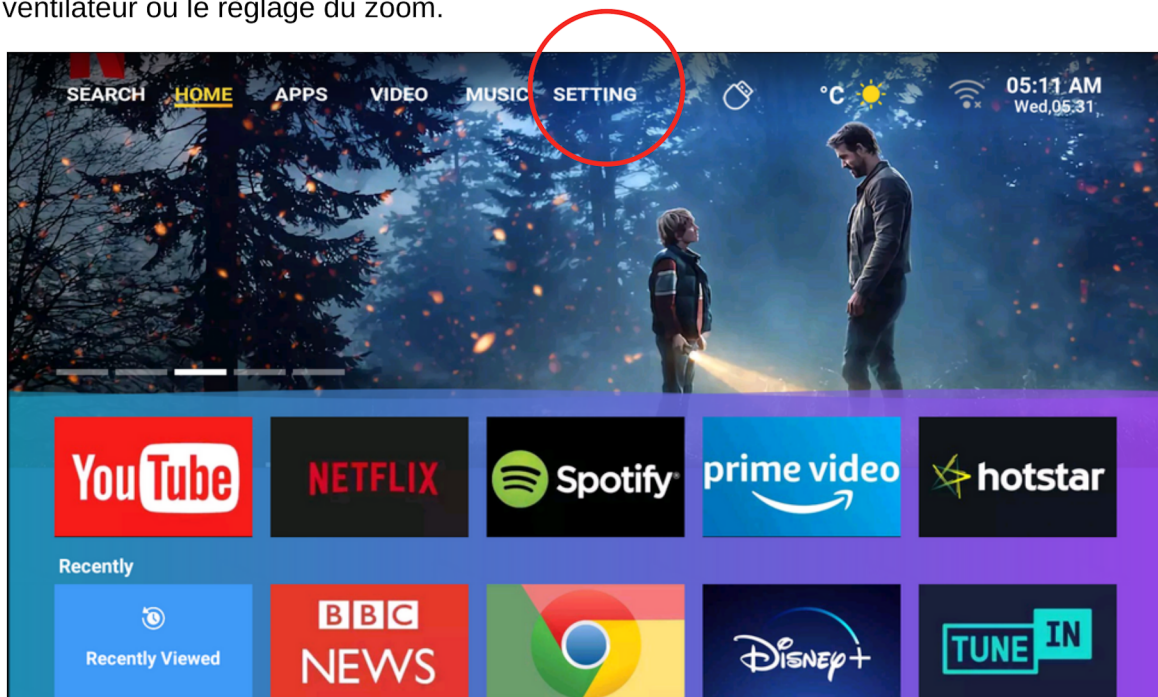 ventilateur ou le réglage du zoom.
SEARCH HOME APPS VIDEO MUSIC SETTING °C 05:11 AM
Wed,05.31
YouTube NETFLIX Spotify prime video hotstar
Recently
Recently Viewed BBC NEWS Disney+ TUNE IN